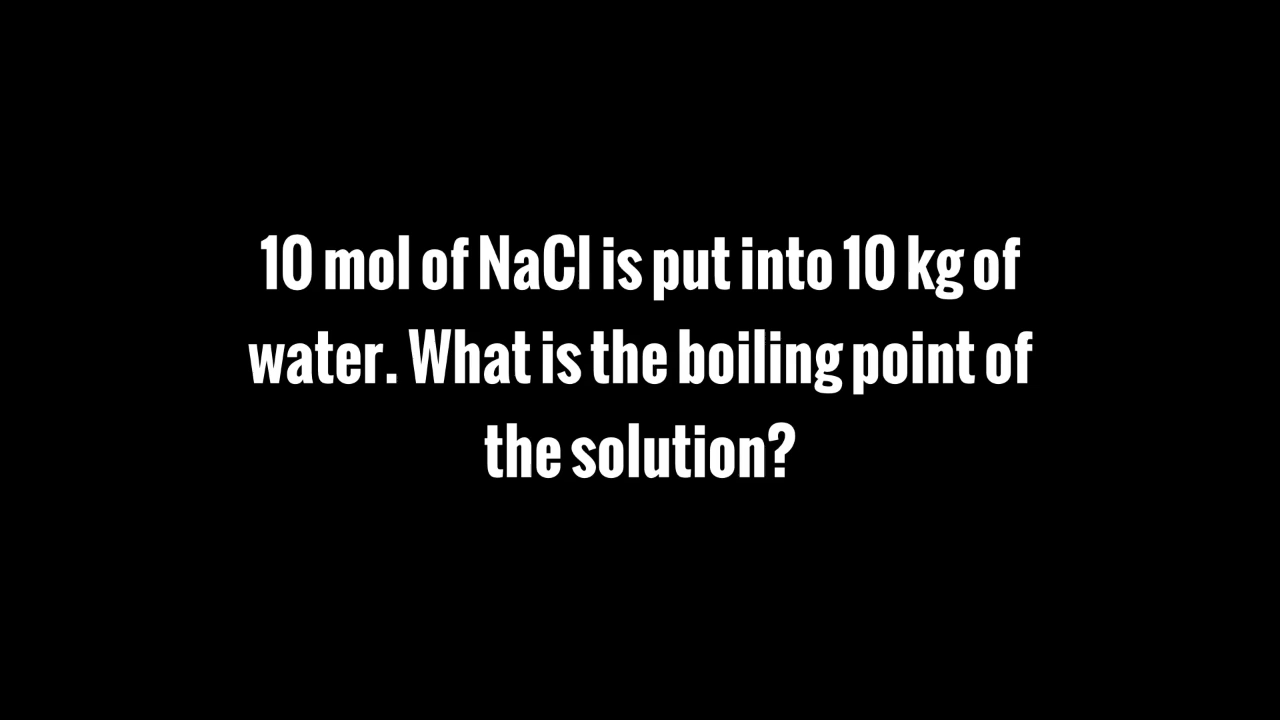 10 mol of NaCl is put into 10 kg of
water. What is the boiling point of
the solution?